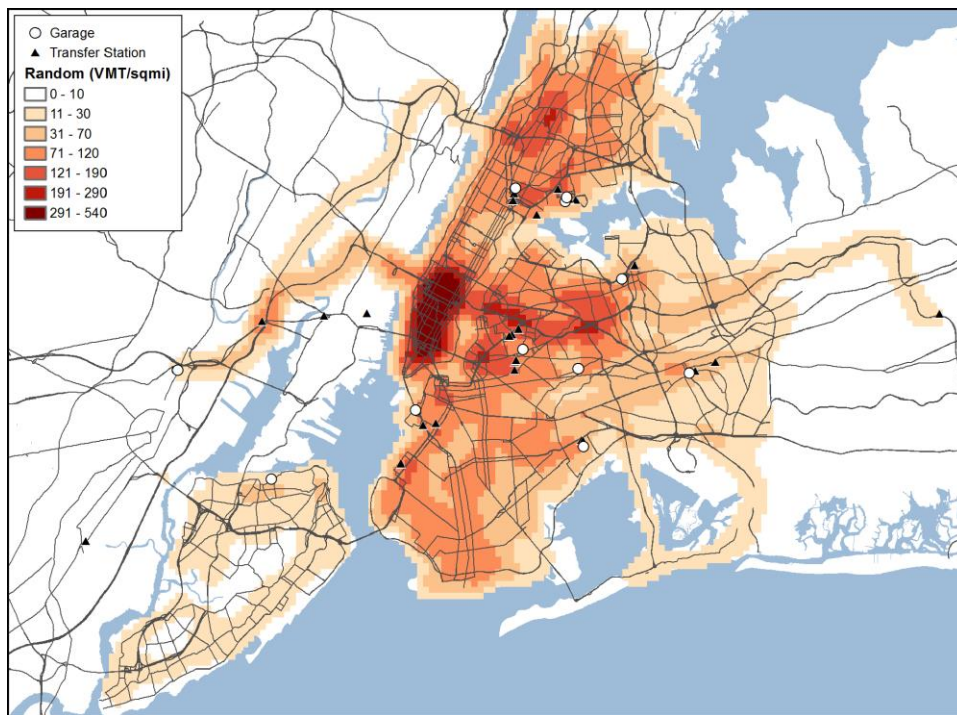 Garage
Transfer Station
Random (VMT/sqmi)
0 - 10
11 - 30
31 - 70
71 - 120
121 - 190
191 - 290
291 - 540